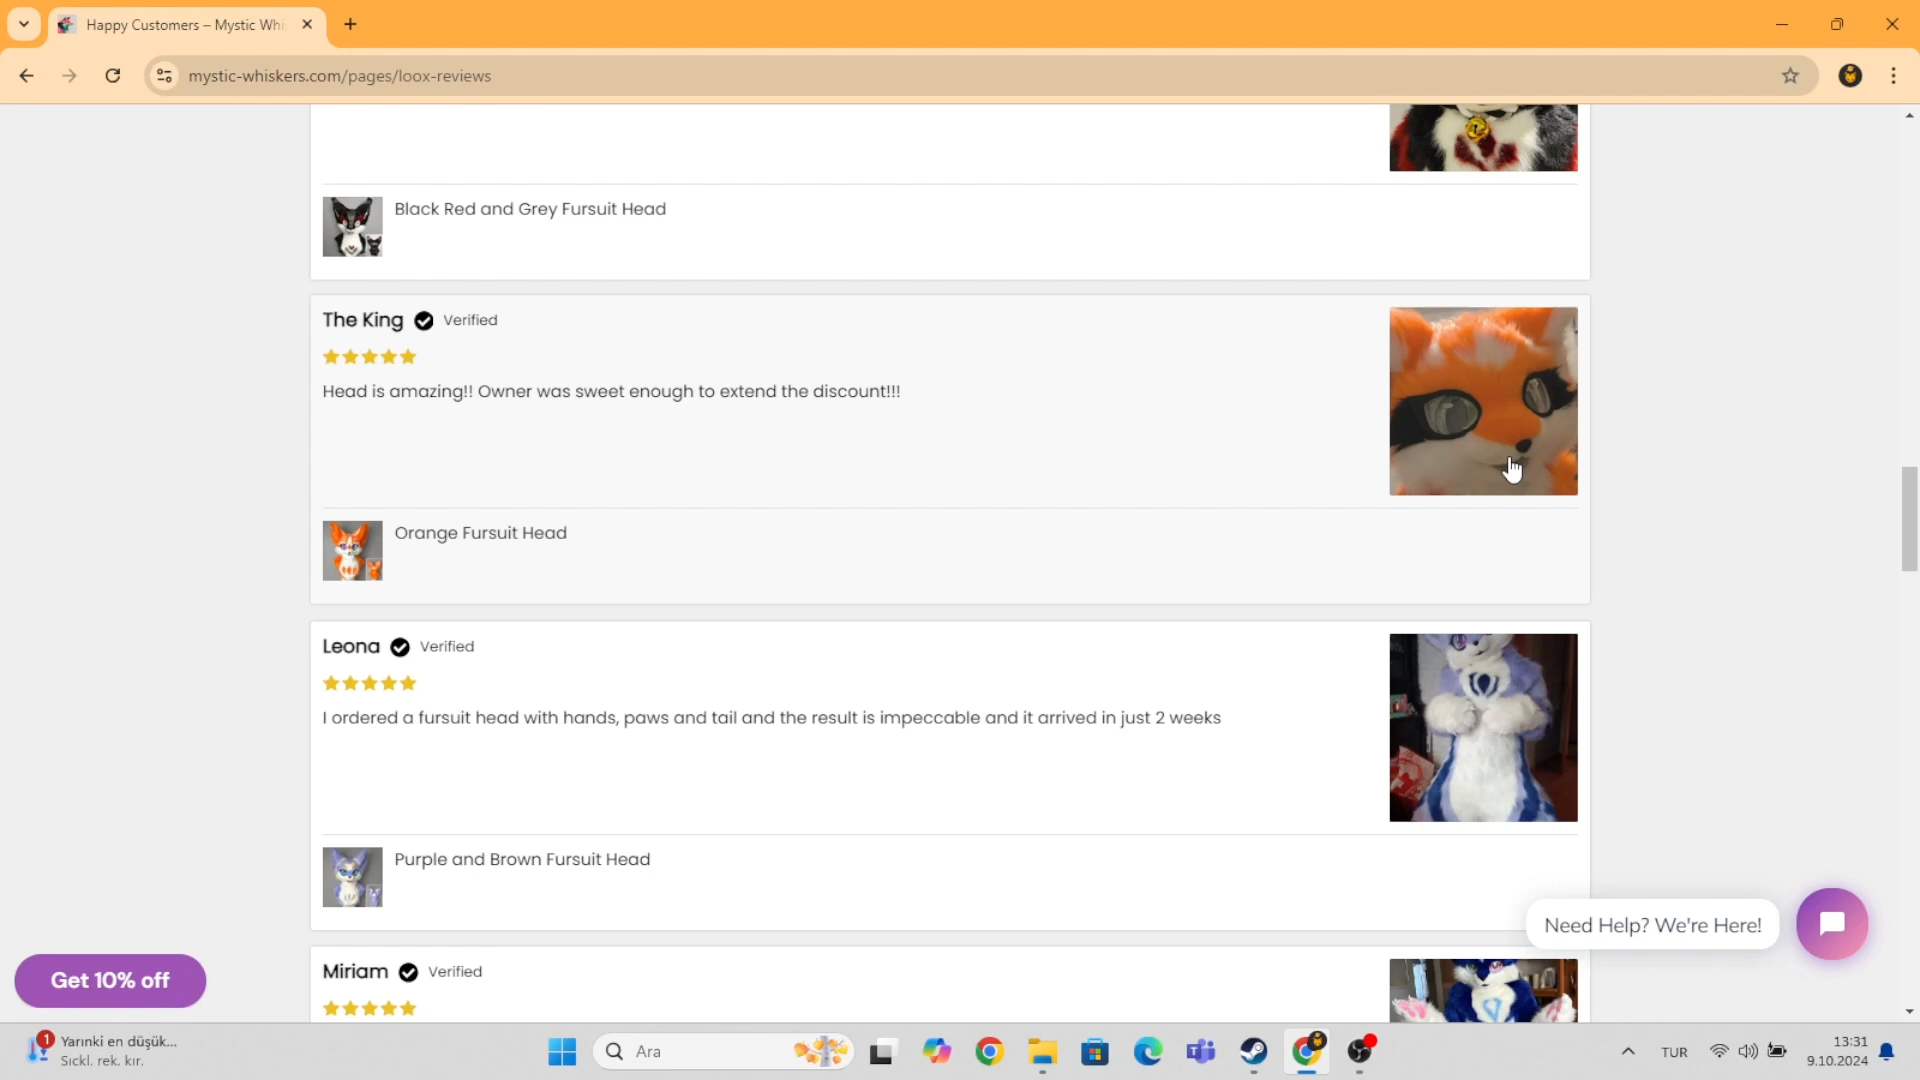 Happy Customers – Mystic Whi
mystic-whiskers.com/pages/loox-reviews
Black Red and Grey Fursuit Head
The King Verified
Head is amazing!! Owner was sweet enough to extend the discount!!!
Orange Fursuit Head
Leona Verified
I ordered a fursuit head with hands, paws and tail and the result is impeccable and it arrived in just 2 weeks
Purple and Brown Fursuit Head
Need Help? We're Here!
Miriam Verified
Get 10% off
1
Yarınki en düşük...
Sıckl. rek. kır.
Ara
TUR
13:31
9.10.2024